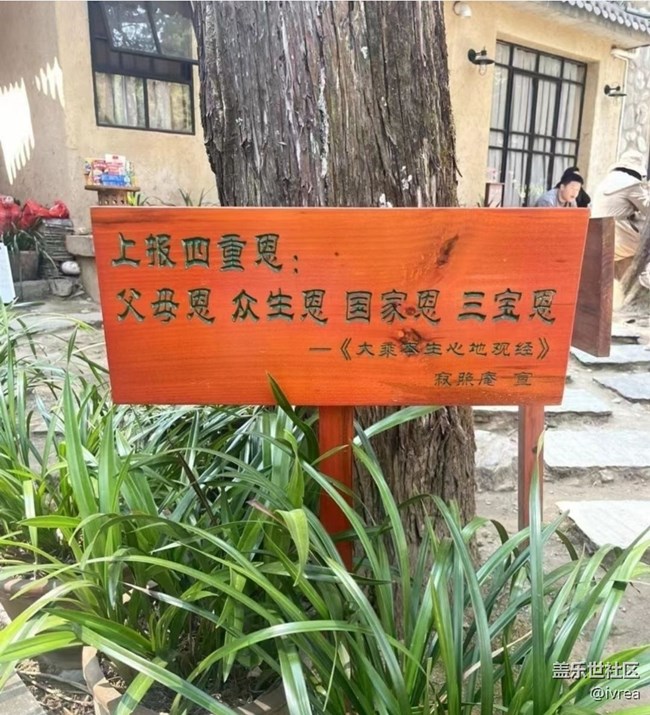 上报四重恩：
父母恩 众生恩 国家恩 三宝恩
—《大乘本生心地观经》
寂照庵 宣
盖乐世社区
@ivrea